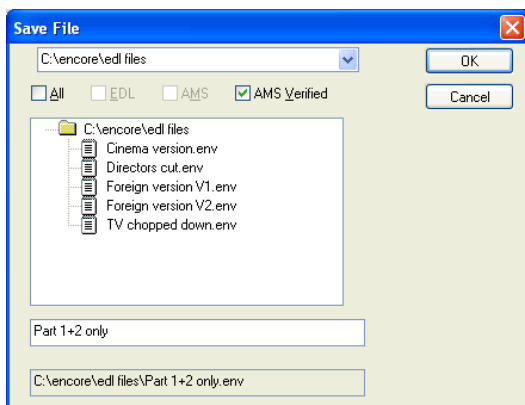 Save File
C:\encore\edl files
OK
All EDL AMS AMS Verified
Cancel
C:\encore\edl files
Cinema version.env
Directors cut.env
Foreign version V1.env
Foreign version V2.env
TV chopped down.env
Part 1+2 only
C:\encore\edl files\Part 1+2 only.env